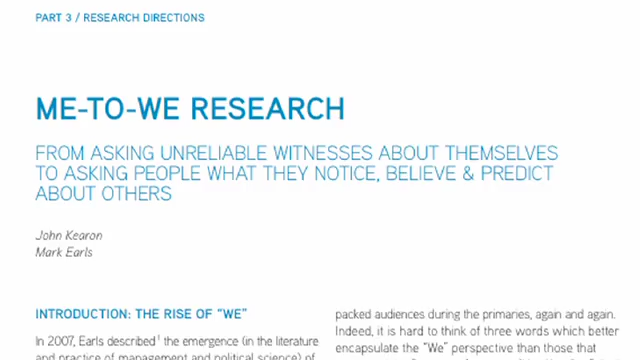 PART 3 / RESEARCH DIRECTIONS
ME-TO-WE RESEARCH
FROM ASKING UNRELIABLE WITNESSES ABOUT THEMSELVES
TO ASKING PEOPLE WHAT THEY NOTICE, BELIEVE & PREDICT
ABOUT OTHERS
John Kearon
Mark Earls
INTRODUCTION: THE RISE OF "WE"
In 2007, Earls described¹ the emergence (in the literature
and practice of management and political science) of
packed audiences during the primaries, again and again.
Indeed, it is hard to think of three words which better
encapsulate the "We" perspective than those that